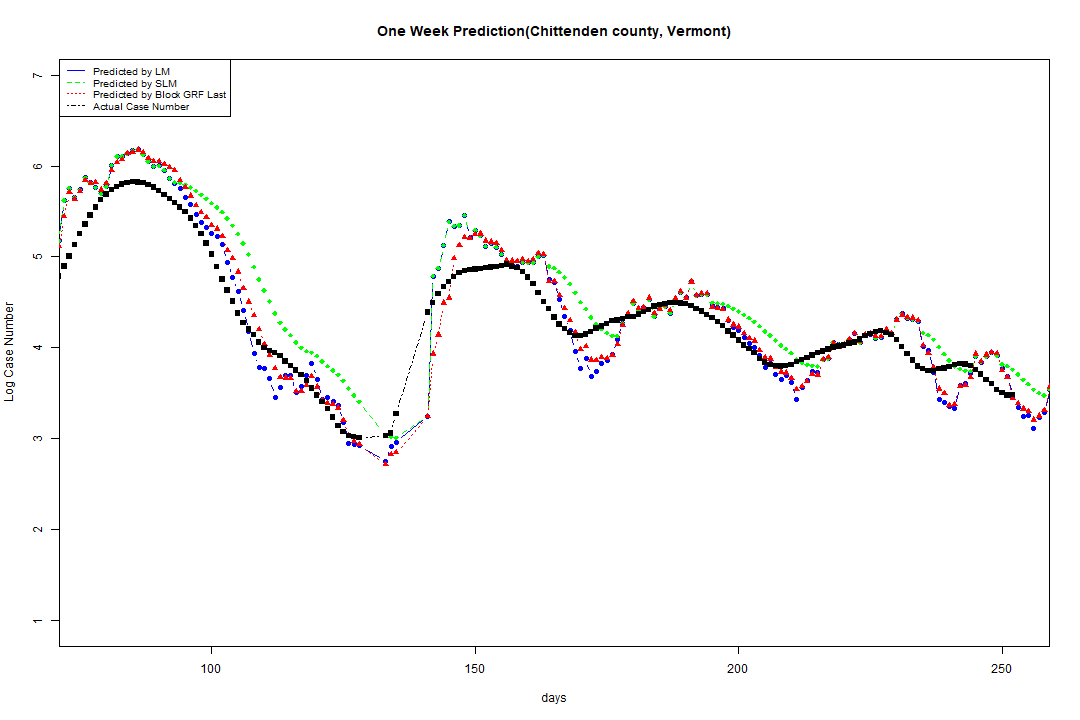 One Week Prediction(Chittenden county, Vermont)
Predicted by LM
Predicted by SLM
Predicted by Block GRF Last
Actual Case Number
7
6
5
4
3
2
1
Log Case Number
100 150 200 250
days